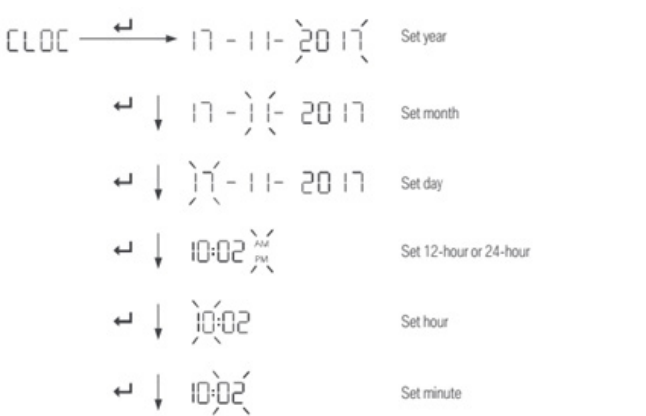 CLOC 17-11-2017 Set year
17-11-2017 Set month
17-11-2017 Set day
10:02 AM PM Set 12-hour or 24-hour
10:02 Set hour
10:02 Set minute